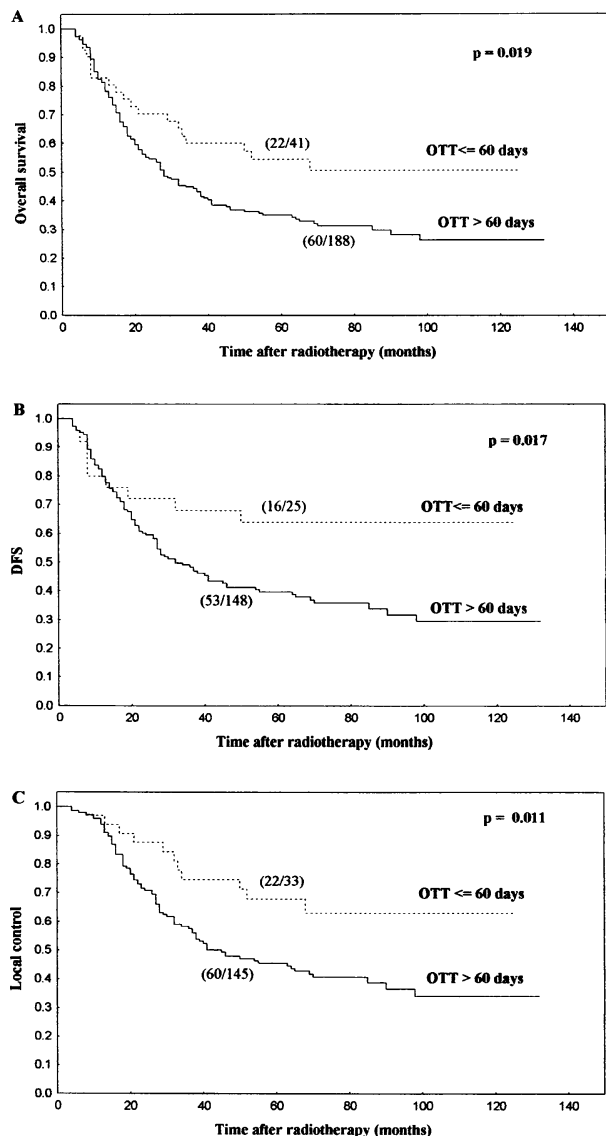 A
1.0
p = 0.019
0.9
0.8
0.7
(22/41)
0.6
OTT<= 60 days
0.5
0.4
OTT > 60 days
0.3
(60/188)
0.2
0.1
0.0
Overall survival
0 20 40 60 80 100 120 140
Time after radiotherapy (months)
B
1.0
p = 0.017
0.9
0.8
0.7
(16/25)
OTT<= 60 days
0.6
0.5
0.4
(53/148)
OTT > 60 days
0.3
0.2
0.1
0.0
DFS
0 20 40 60 80 100 120 140
Time after radiotherapy (months)
C
1.0
p = 0.011
0.9
0.8
0.7
(22/33)
OTT <= 60 days
0.6
0.5
0.4
(60/145)
OTT > 60 days
0.3
0.2
0.1
0.0
Local control
0 20 40 60 80 100 120 140
Time after radiotherapy (months)